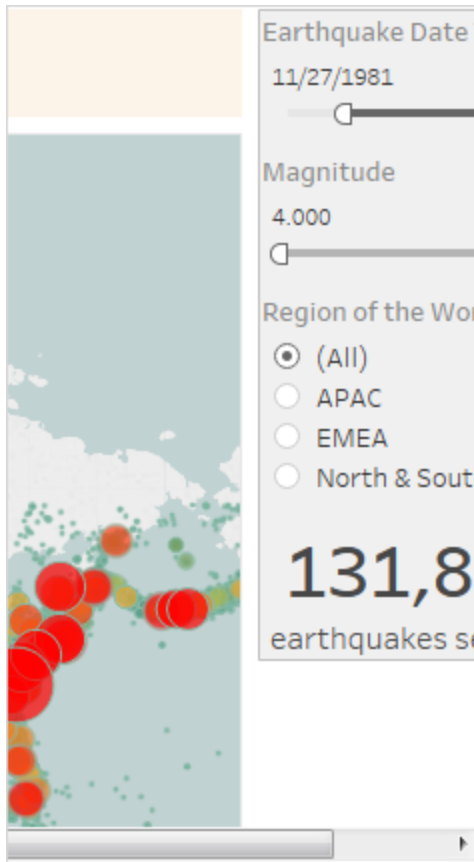 Earthquake Date
11/27/1981
Magnitude
4.000
Region of the Wor
(All)
APAC
EMEA
North & Sout
131,8
earthquakes se